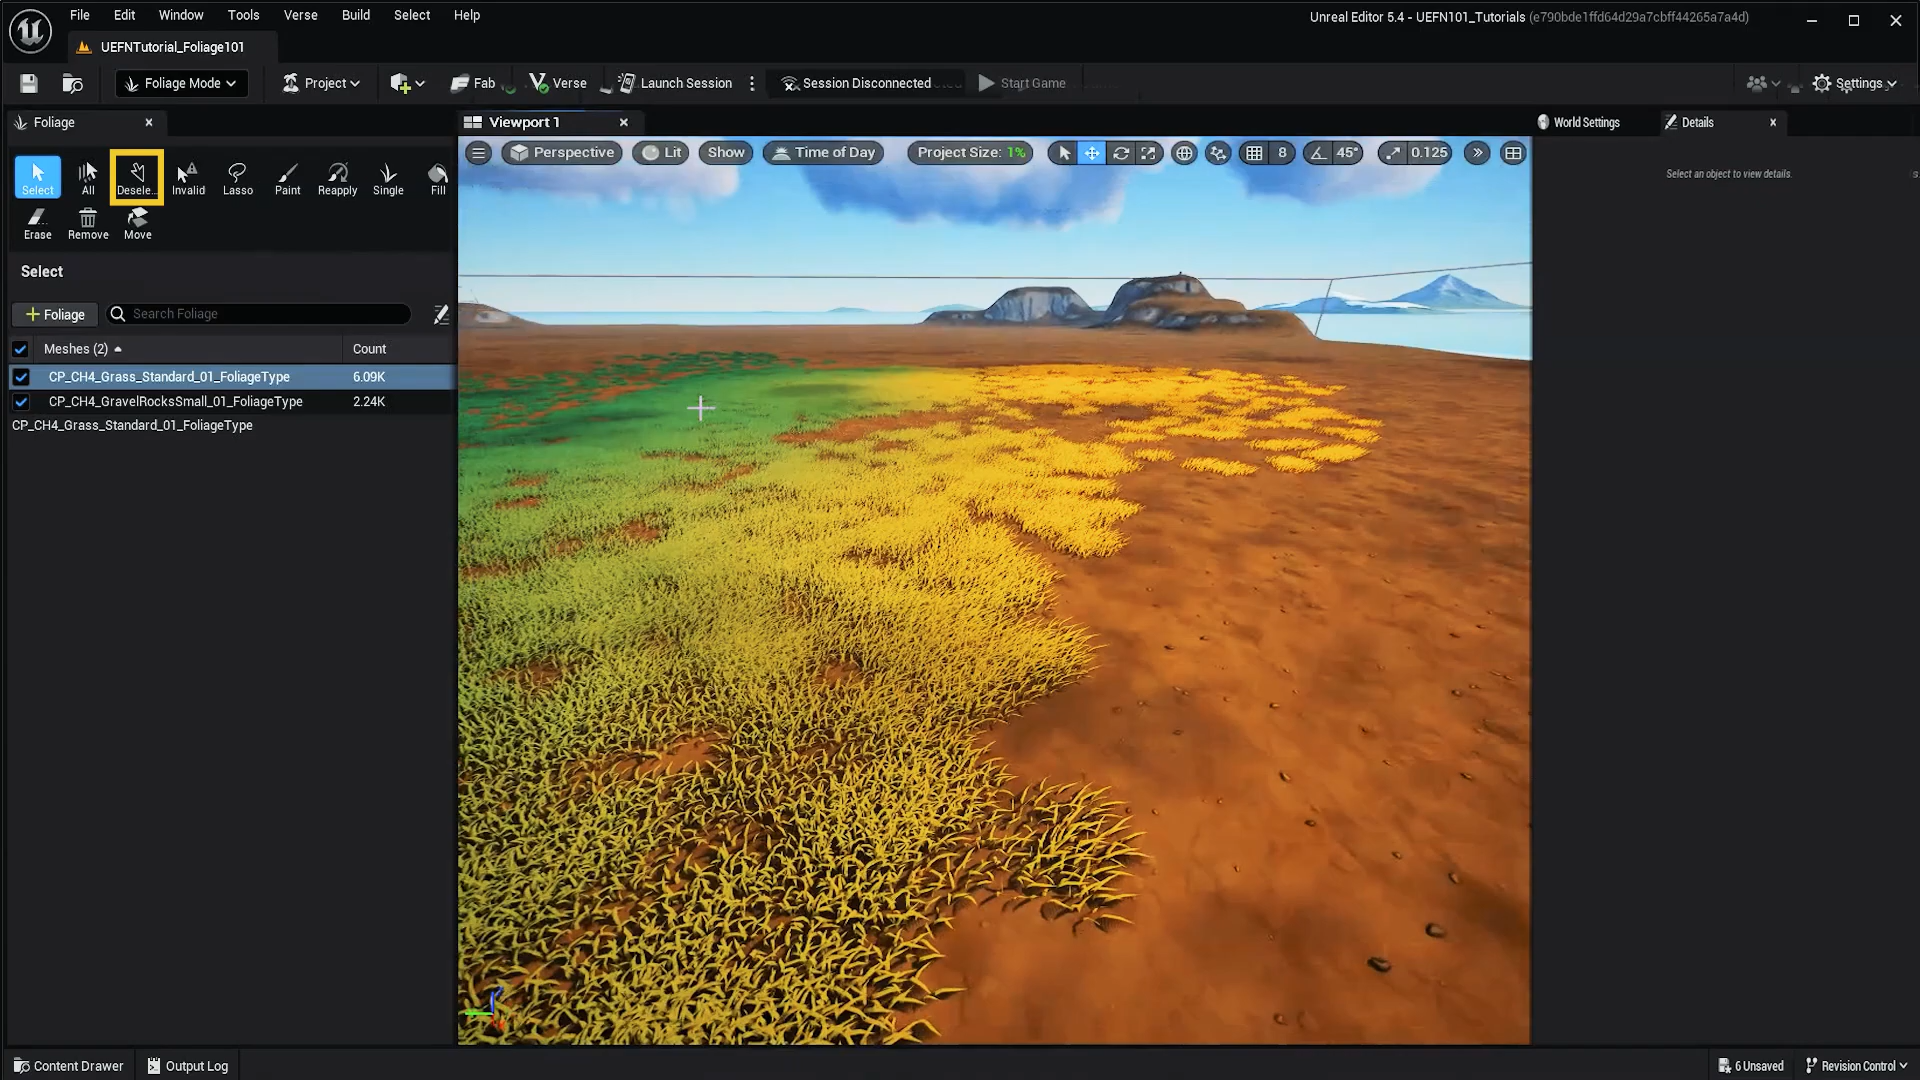 File Edit Window Tools Verse Build Select Help
Unreal Editor 5.4 - UEFN101_Tutorials (e790bde1ffd64d29a7cbff44265a7a4d)
UEFNTutorial_Foliage101
Foliage Mode Project Fab Verse Launch Session Session Disconnected Start Game Settings
Foliage Viewport 1 World Settings Details
Perspective Lit Show Time of Day Project Size: 1% 8 45° 0.125
Select an object to view details.
Select All Desele... Invalid Lasso Paint Reapply Single Fill
Erase Remove Move
Select
+ Foliage Search Foliage
Meshes (2) Count
CP_CH4_Grass_Standard_01_FoliageType 6.09K
CP_CH4_GravelRocksSmall_01_FoliageType 2.24K
CP_CH4_Grass_Standard_01_FoliageType
Content Drawer Output Log 6 Unsaved Revision Control